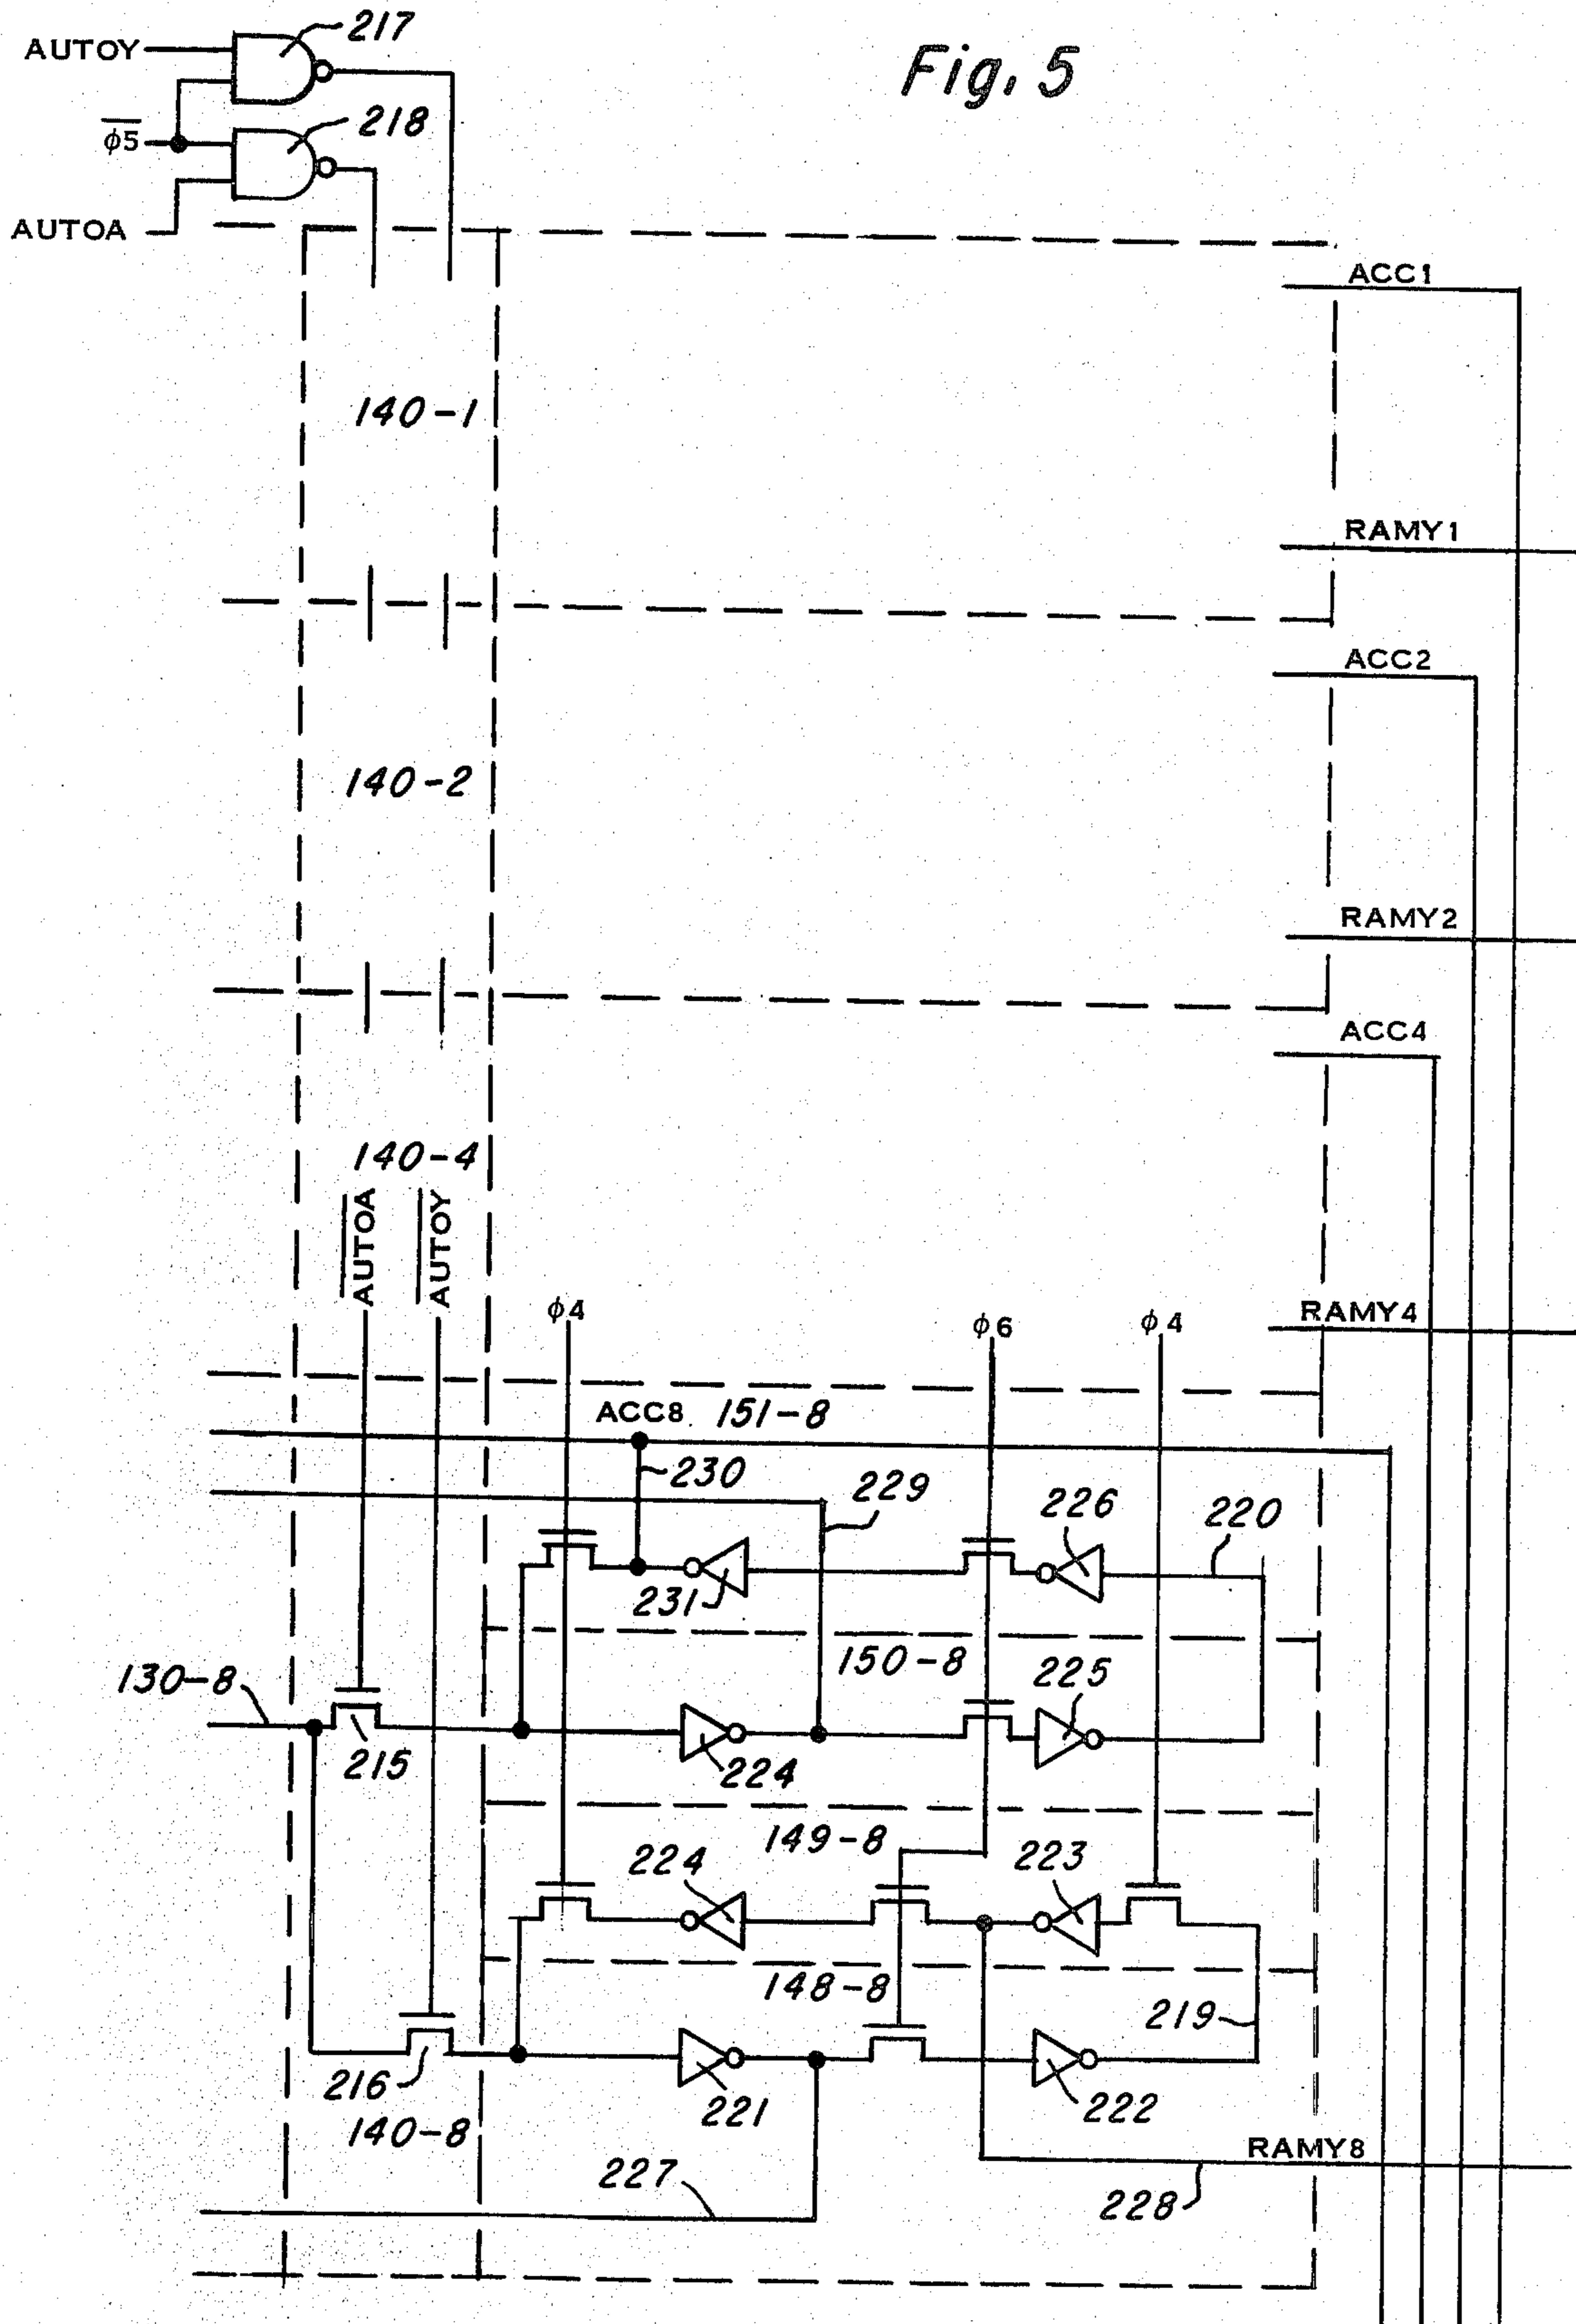 217
AUTOY
Fig. 5
218
φ5
AUTOA
ACC1
140-1
RAMY1
ACC2
140-2
RAMY2
ACC4
140-4
AUTOA
AUTOY
φ4
φ6
φ4
RAMY4
ACC8 151-8
230
229
226
220
231
150-8
225
130-8
215
224
149-8
224
223
148-8
219
216
221
222
140-8
RAMY8
227
228